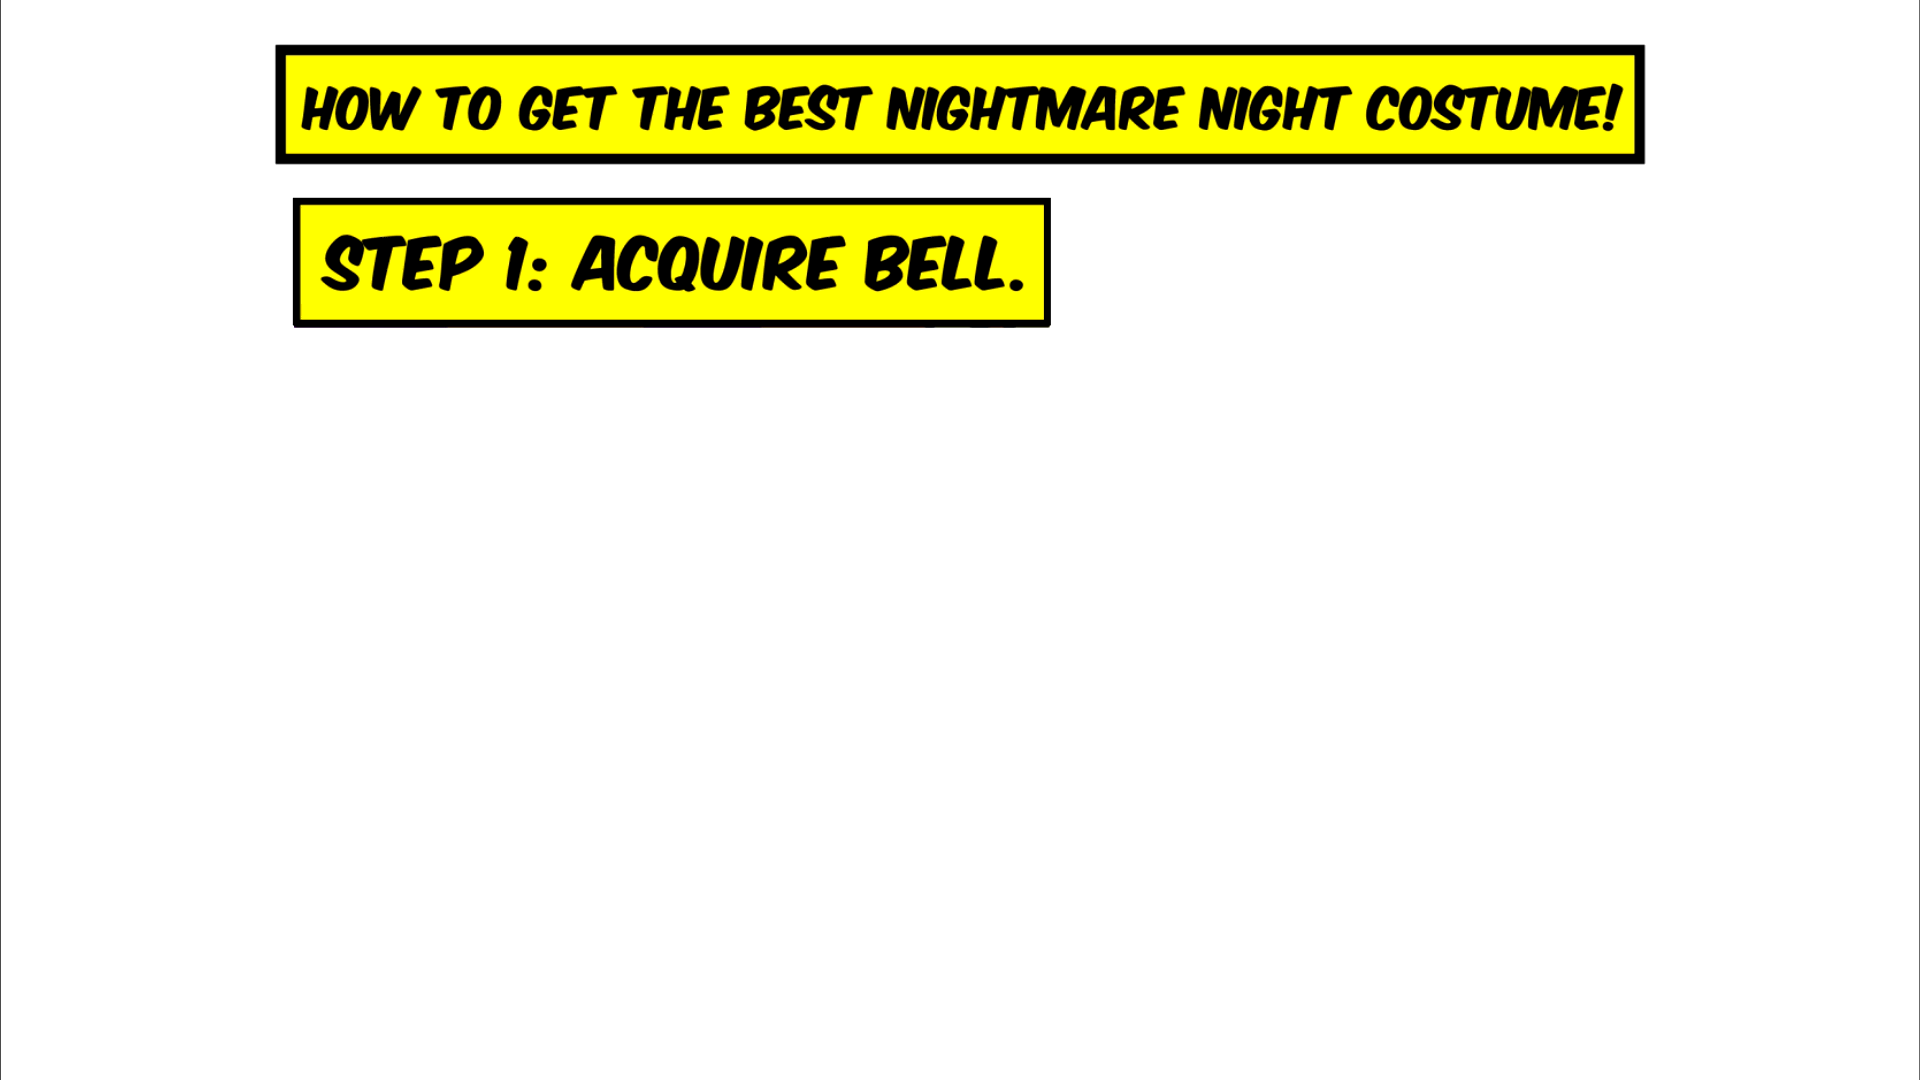 HOW TO GET THE BEST NIGHTMARE NIGHT COSTUME!
STEP 1: ACQUIRE BELL.